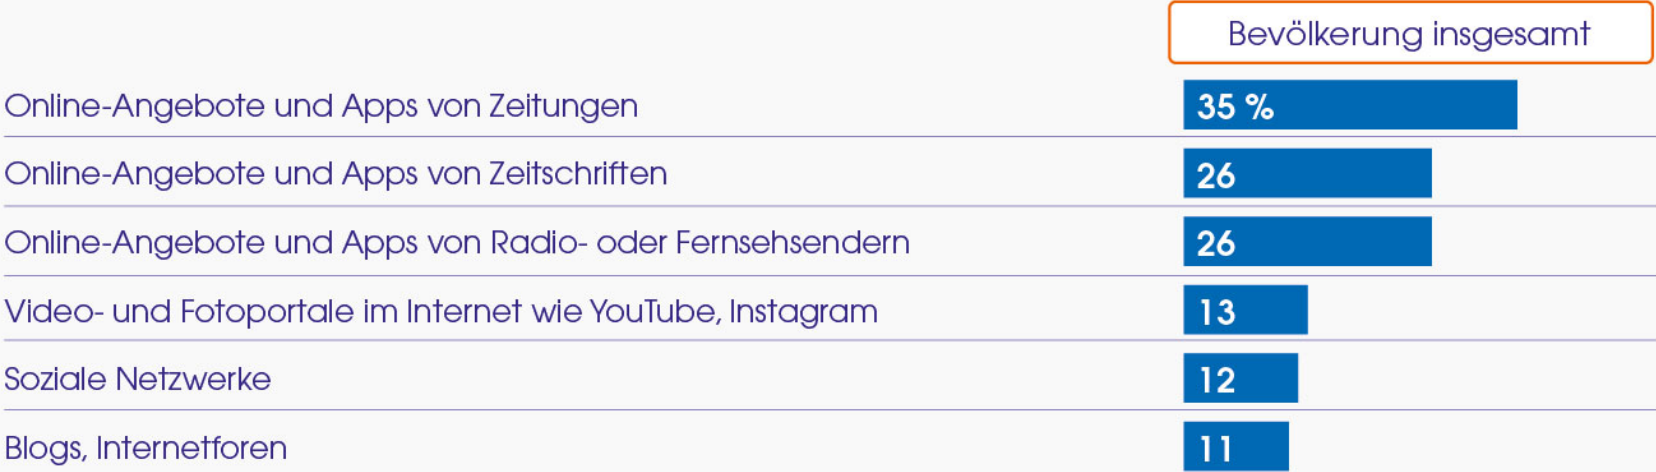 Bevölkerung insgesamt
Online-Angebote und Apps von Zeitungen 35 %
Online-Angebote und Apps von Zeitschriften 26
Online-Angebote und Apps von Radio- oder Fernsehsendern 26
Video- und Fotoportale im Internet wie YouTube, Instagram 13
Soziale Netzwerke 12
Blogs, Internetforen 11